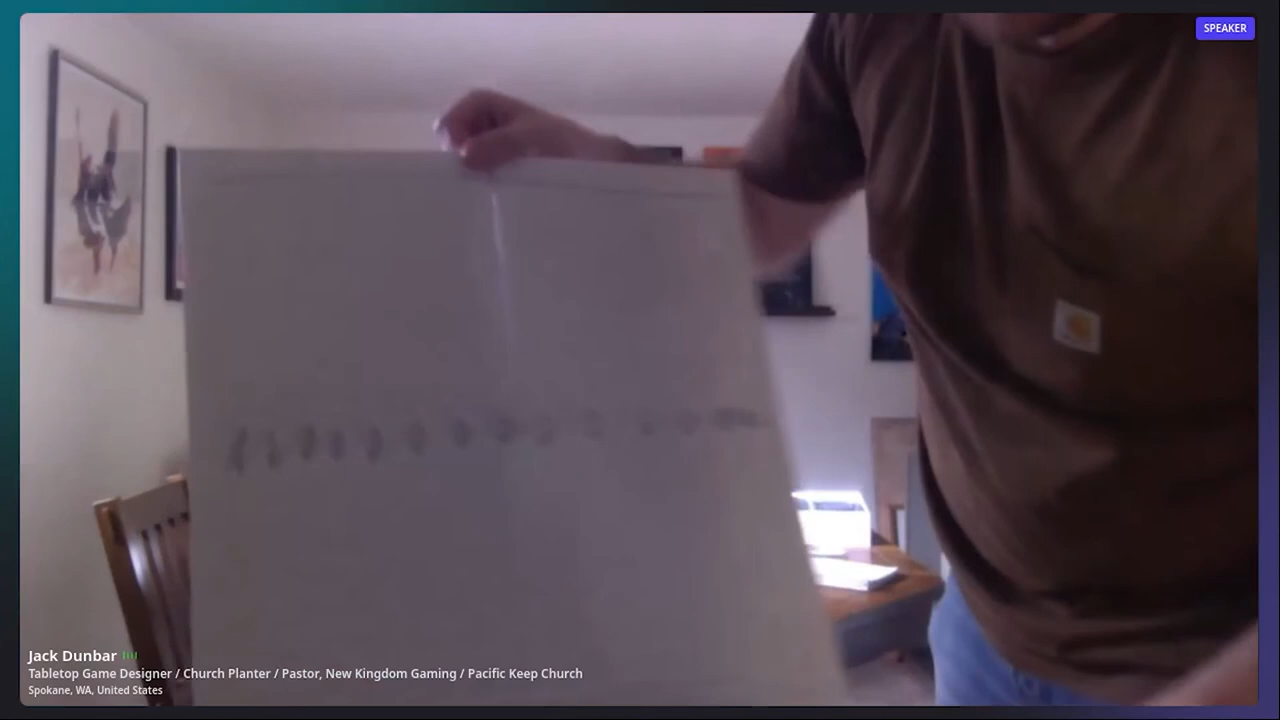 SPEAKER
Jack Dunbar
Tabletop Game Designer / Church Planter / Pastor, New Kingdom Gaming / Pacific Keep Church
Spokane, WA, United States